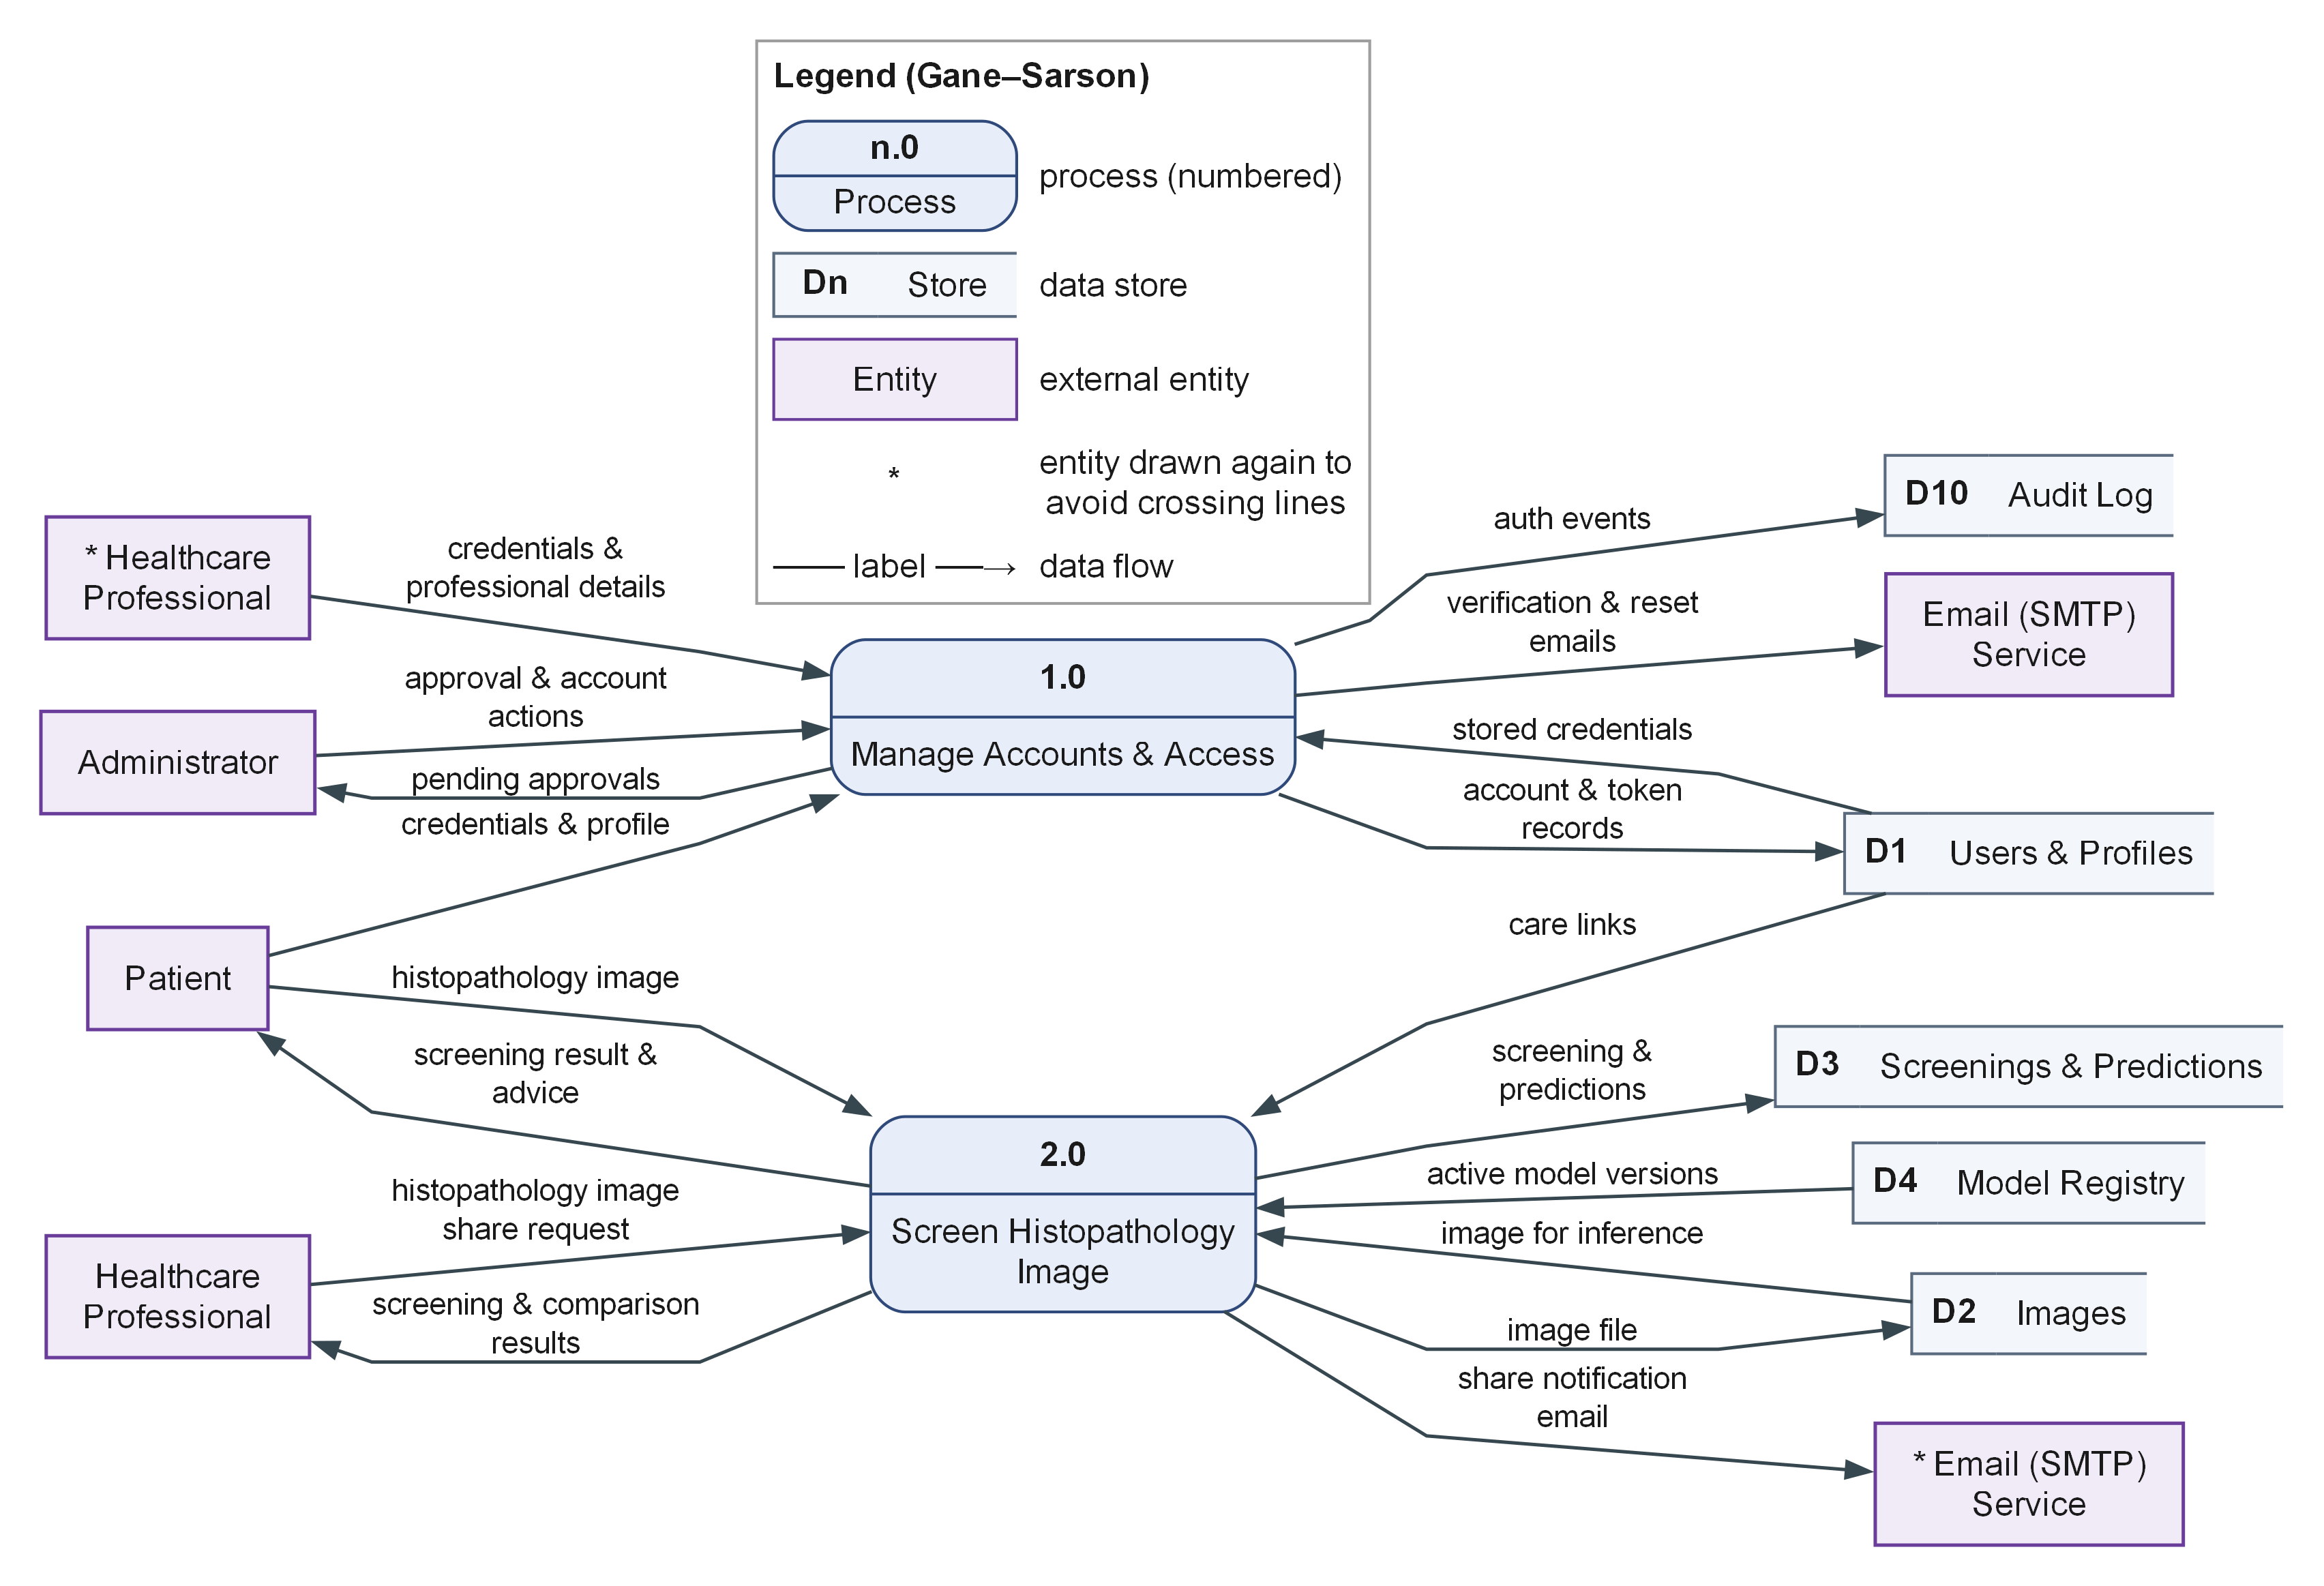 Legend (Gane–Sarson)
n.0
Process
process (numbered)
Dn
Store
data store
Entity
external entity
*
entity drawn again to
avoid crossing lines
label
data flow
* Healthcare
Professional
credentials &
professional details
Administrator
approval & account
actions
pending approvals
credentials & profile
1.0
Manage Accounts & Access
auth events
D10
Audit Log
verification & reset
emails
Email (SMTP)
Service
stored credentials
account & token
records
D1
Users & Profiles
care links
Patient
histopathology image
screening result &
advice
Healthcare
Professional
histopathology image
share request
screening & comparison
results
2.0
Screen Histopathology
Image
screening &
predictions
D3
Screenings & Predictions
active model versions
D4
Model Registry
image for inference
D2
Images
image file
share notification
email
* Email (SMTP)
Service